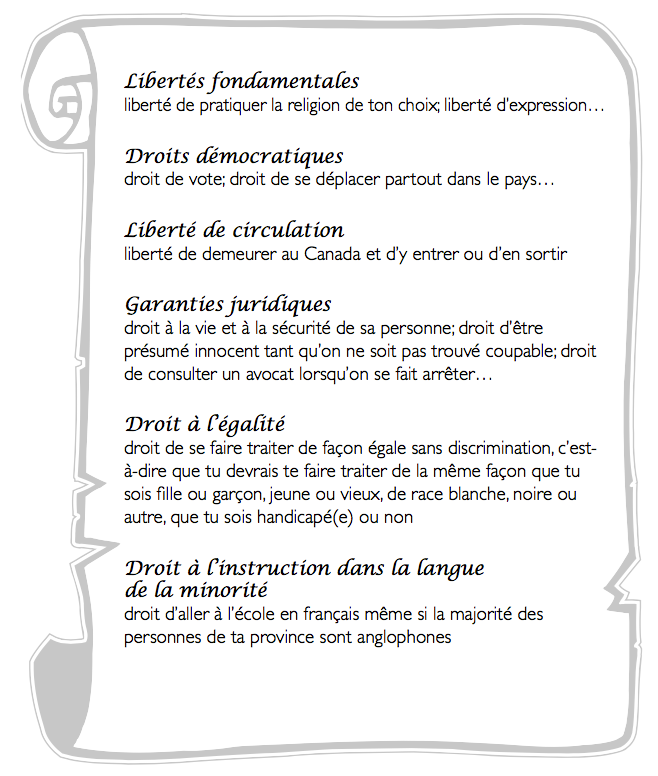 Libertés fondamentales
liberté de pratiquer la religion de ton choix; liberté d'expression…
Droits démocratiques
droit de vote; droit de se déplacer partout dans le pays…
Liberté de circulation
liberté de demeurer au Canada et d'y entrer ou d'en sortir
Garanties juridiques
droit à la vie et à la sécurité de sa personne; droit d'être
présumé innocent tant qu'on ne soit pas trouvé coupable; droit
de consulter un avocat lorsqu'on se fait arrêter…
Droit à l'égalité
droit de se faire traiter de façon égale sans discrimination, c'est-
à-dire que tu devrais te faire traiter de la même façon que tu
sois fille ou garçon, jeune ou vieux, de race blanche, noire ou
autre, que tu sois handicapé(e) ou non
Droit à l'instruction dans la langue
de la minorité
droit d'aller à l'école en français même si la majorité des
personnes de ta province sont anglophones